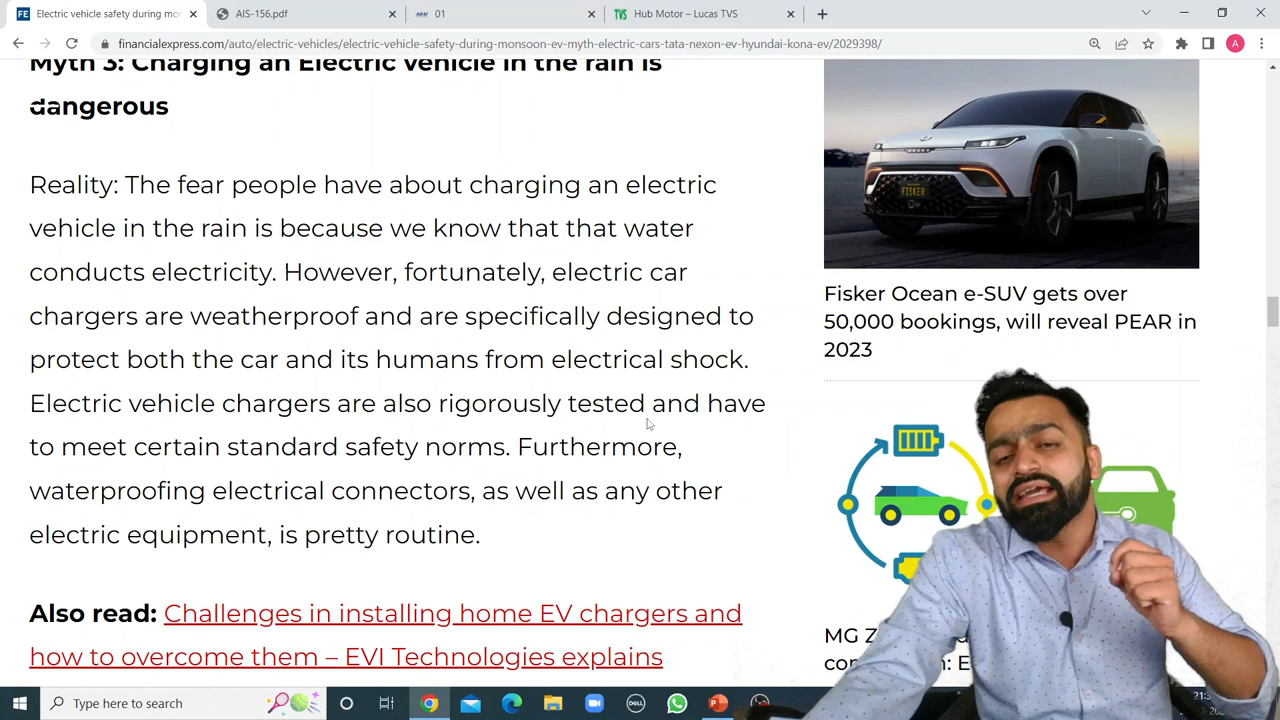 Electric vehicle safety during mo
AIS-156.pdf
01
TVS
Hub Motor – Lucas TVS
financialexpress.com/auto/electric-vehicles/electric-vehicle-safety-during-monsoon-ev-myth-electric-cars-tata-nexon-ev-hyundai-kona-ev/2029398/
A
Myth 3: Charging an Electric vehicle in the rain is
dangerous
Reality: The fear people have about charging an electric
vehicle in the rain is because we know that that water
conducts electricity. However, fortunately, electric car
chargers are weatherproof and are specifically designed to
protect both the car and its humans from electrical shock.
Electric vehicle chargers are also rigorously tested and have
to meet certain standard safety norms. Furthermore,
waterproofing electrical connectors, as well as any other
electric equipment, is pretty routine.
Also read: Challenges in installing home EV chargers and
how to overcome them – EVI Technologies explains
FISKER
Fisker Ocean e-SUV gets over
50,000 bookings, will reveal PEAR in
2023
MG
Type here to search
DELL